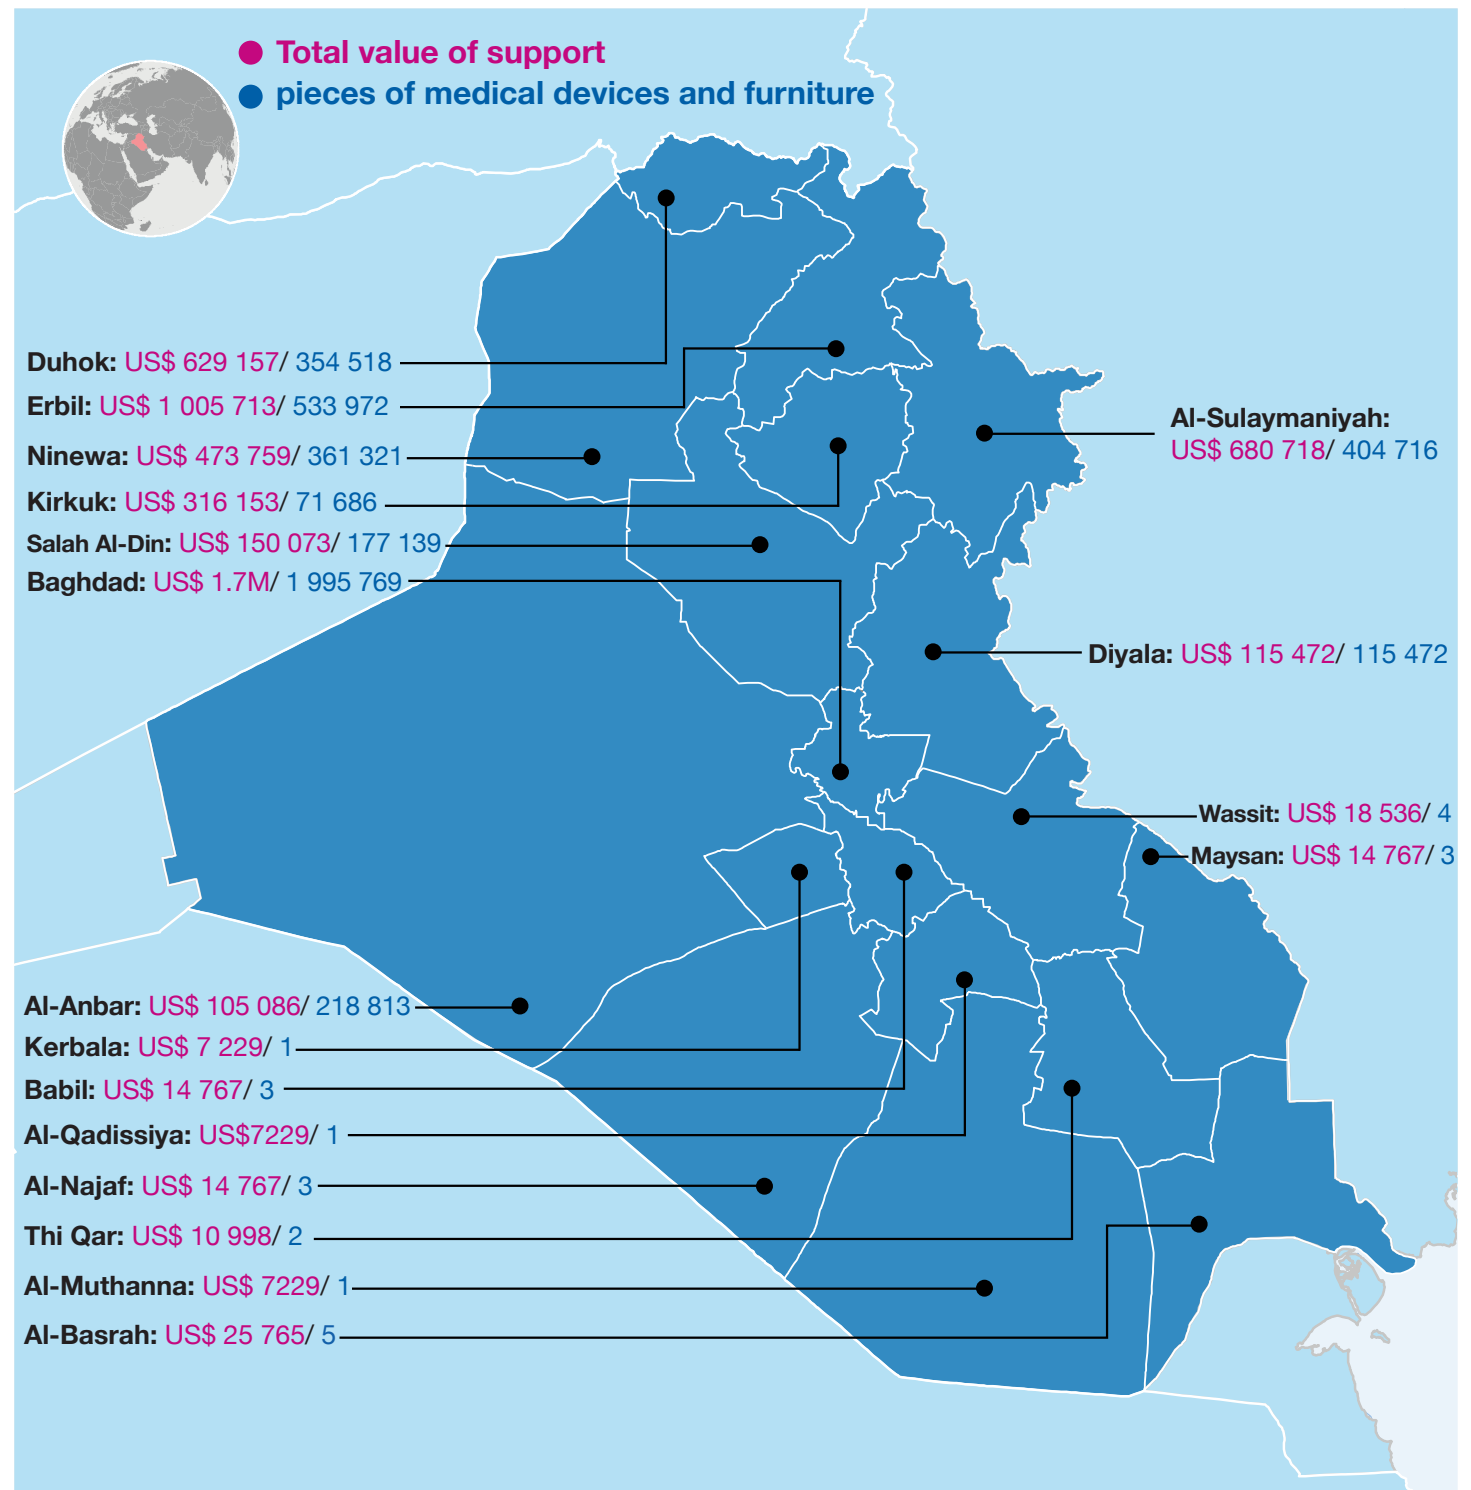 Total value of support
pieces of medical devices and furniture
Duhok: US$ 629 157/ 354 518
Erbil: US$ 1 005 713/ 533 972
Ninewa: US$ 473 759/ 361 321
Kirkuk: US$ 316 153/ 71 686
Salah Al-Din: US$ 150 073/ 177 139
Baghdad: US$ 1.7M/ 1 995 769
Al-Sulaymaniyah:
US$ 680 718/ 404 716
Diyala: US$ 115 472/ 115 472
Wassit: US$ 18 536/ 4
Maysan: US$ 14 767/ 3
Al-Anbar: US$ 105 086/ 218 813
Kerbala: US$ 7 229/ 1
Babil: US$ 14 767/ 3
Al-Qadissiya: US$7229/ 1
Al-Najaf: US$ 14 767/ 3
Thi Qar: US$ 10 998/ 2
Al-Muthanna: US$ 7229/ 1
Al-Basrah: US$ 25 765/ 5